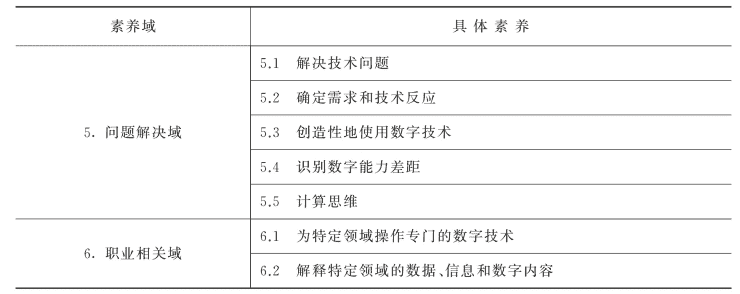 素养域 具体素养
5. 问题解决域
5.1 解决技术问题
5.2 确定需求和技术反应
5.3 创造性地使用数字技术
5.4 识别数字能力差距
5.5 计算思维
6. 职业相关域
6.1 为特定领域操作专门的数字技术
6.2 解释特定领域的数据、信息和数字内容